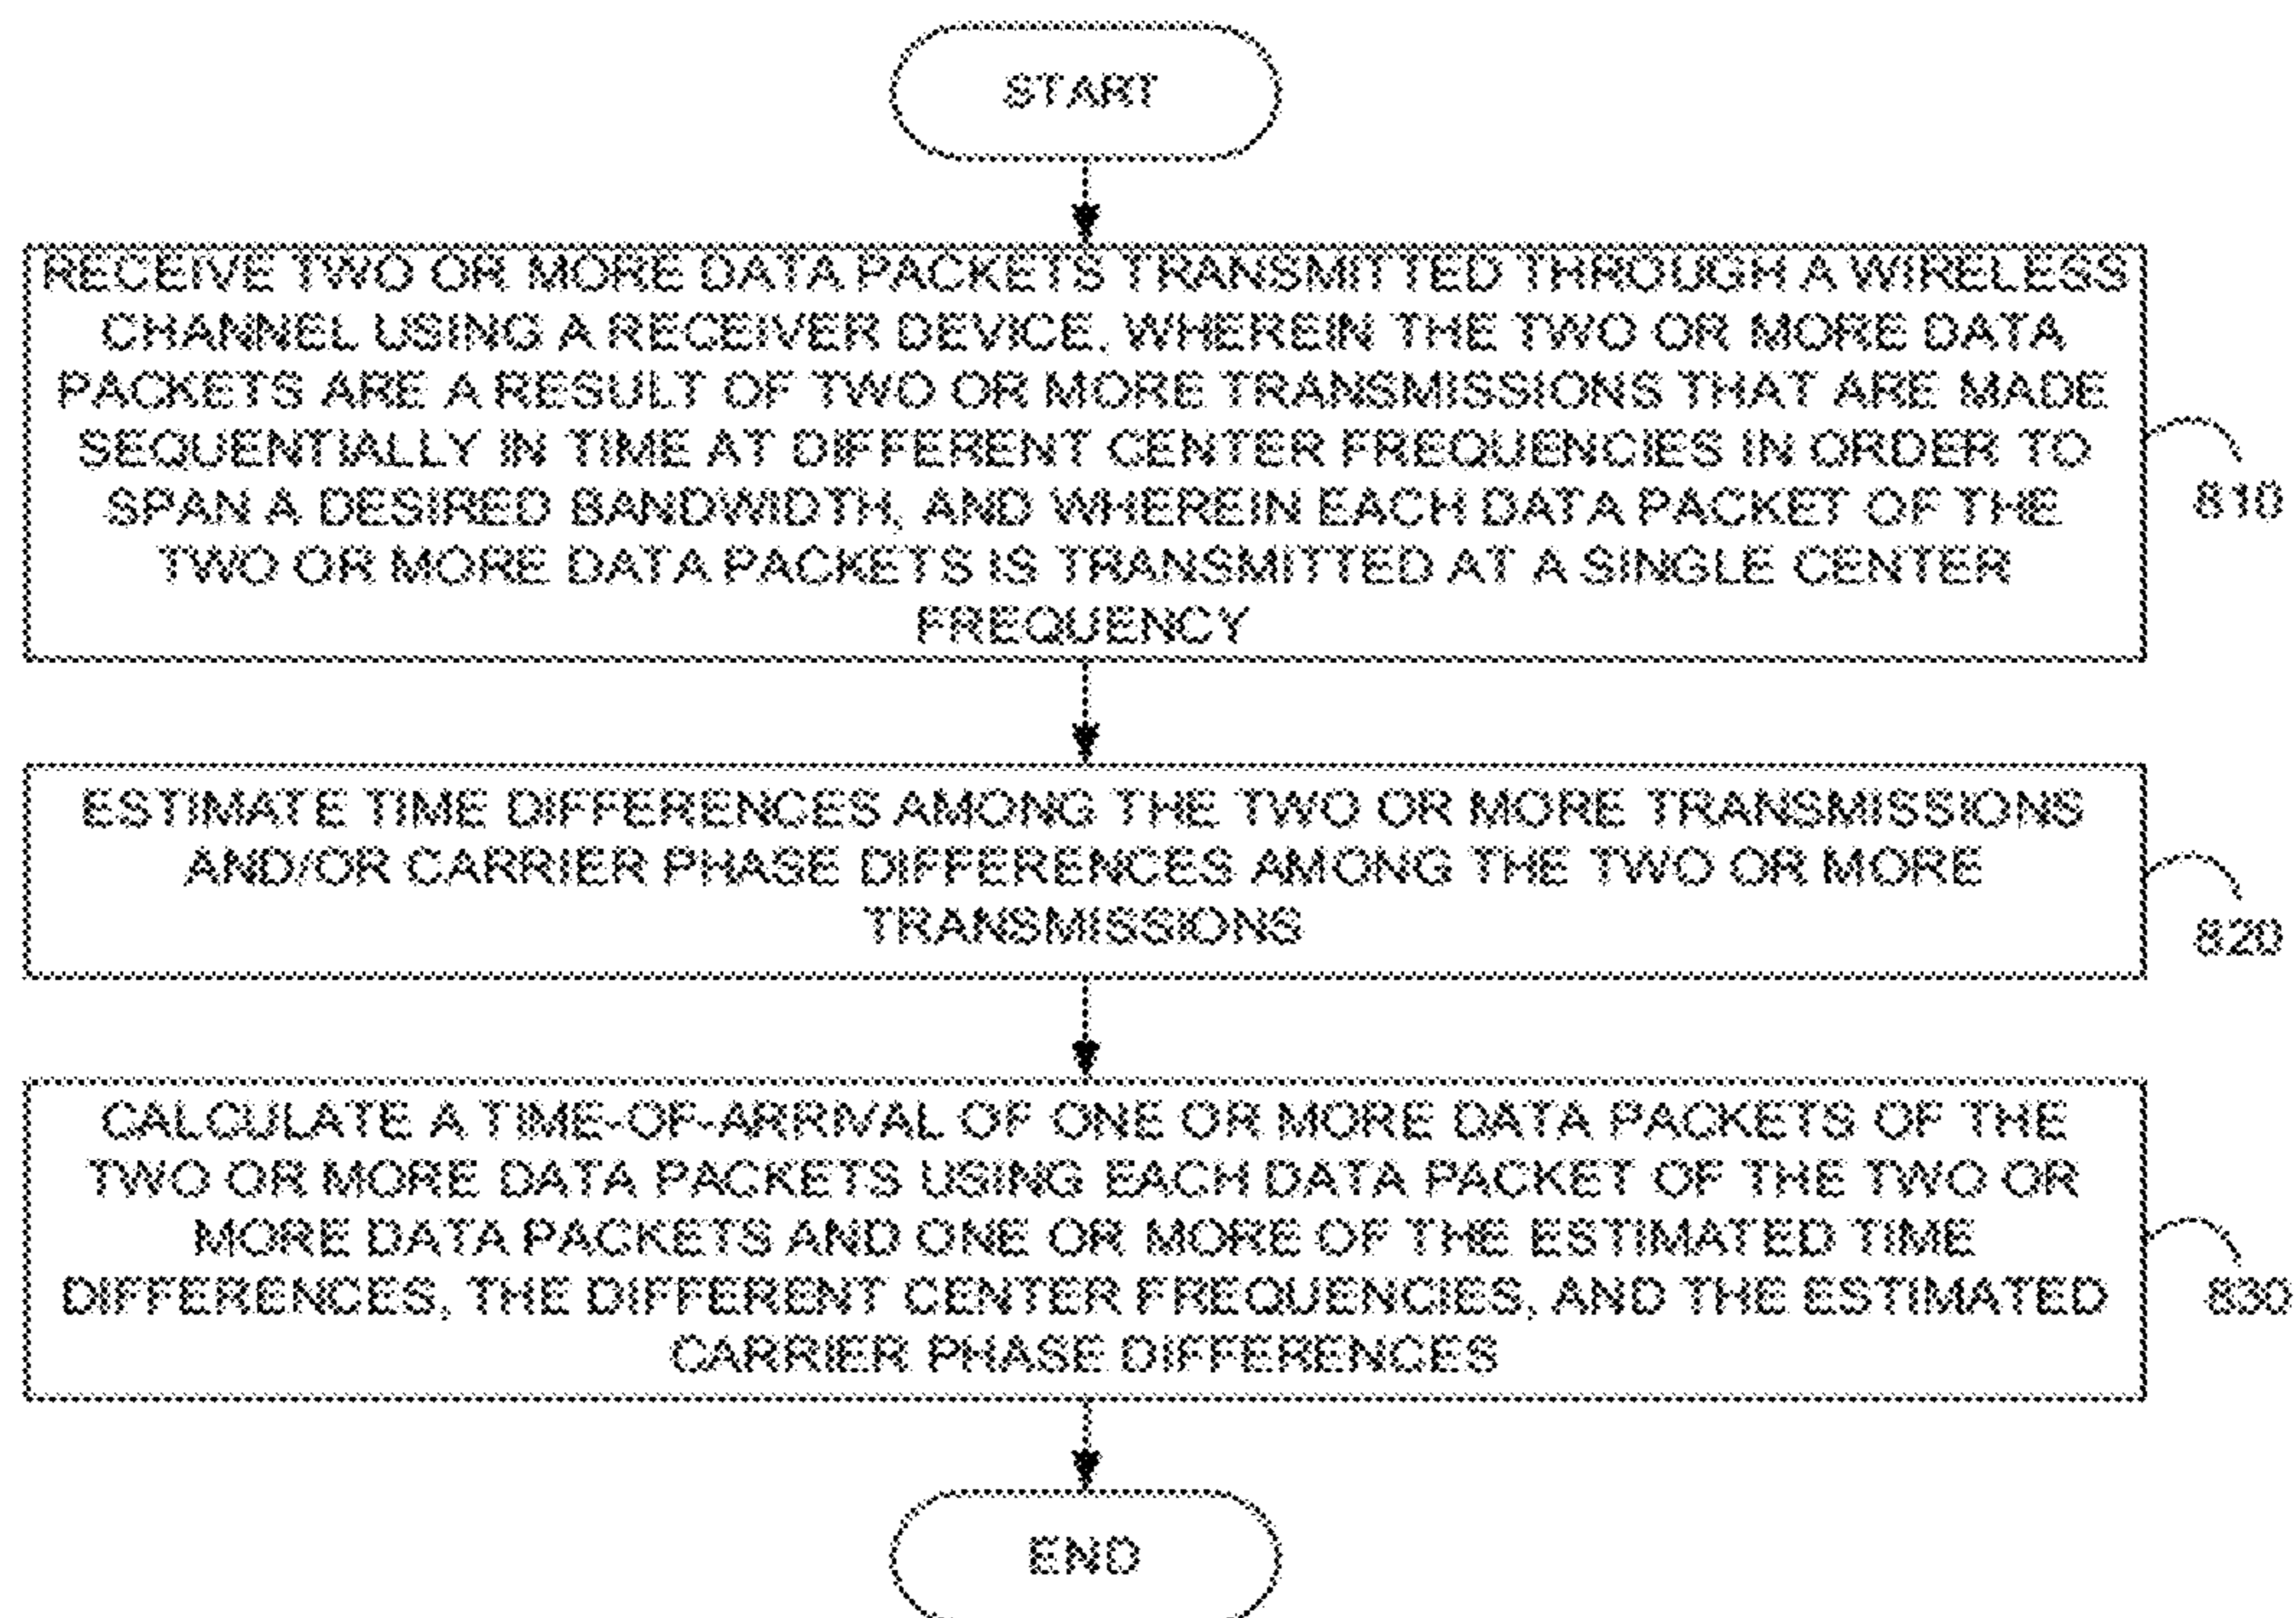 START
RECEIVE TWO OR MORE DATA PACKETS TRANSMITTED THROUGH A WIRELESS
CHANNEL USING A RECEIVER DEVICE, WHEREIN THE TWO OR MORE DATA
PACKETS ARE A RESULT OF TWO OR MORE TRANSMISSIONS THAT ARE MADE
SEQUENTIALLY IN TIME AT DIFFERENT CENTER FREQUENCIES IN ORDER TO
SPAN A DESIRED BANDWIDTH, AND WHEREIN EACH DATA PACKET OF THE
TWO OR MORE DATA PACKETS IS TRANSMITTED AT A SINGLE CENTER
FREQUENCY
810
ESTIMATE TIME DIFFERENCES AMONG THE TWO OR MORE TRANSMISSIONS
AND/OR CARRIER PHASE DIFFERENCES AMONG THE TWO OR MORE
TRANSMISSIONS
820
CALCULATE A TIME-OF-ARRIVAL OF ONE OR MORE DATA PACKETS OF THE
TWO OR MORE DATA PACKETS USING EACH DATA PACKET OF THE TWO OR
MORE DATA PACKETS AND ONE OR MORE OF THE ESTIMATED TIME
DIFFERENCES, THE DIFFERENT CENTER FREQUENCIES, AND THE ESTIMATED
CARRIER PHASE DIFFERENCES
830
END